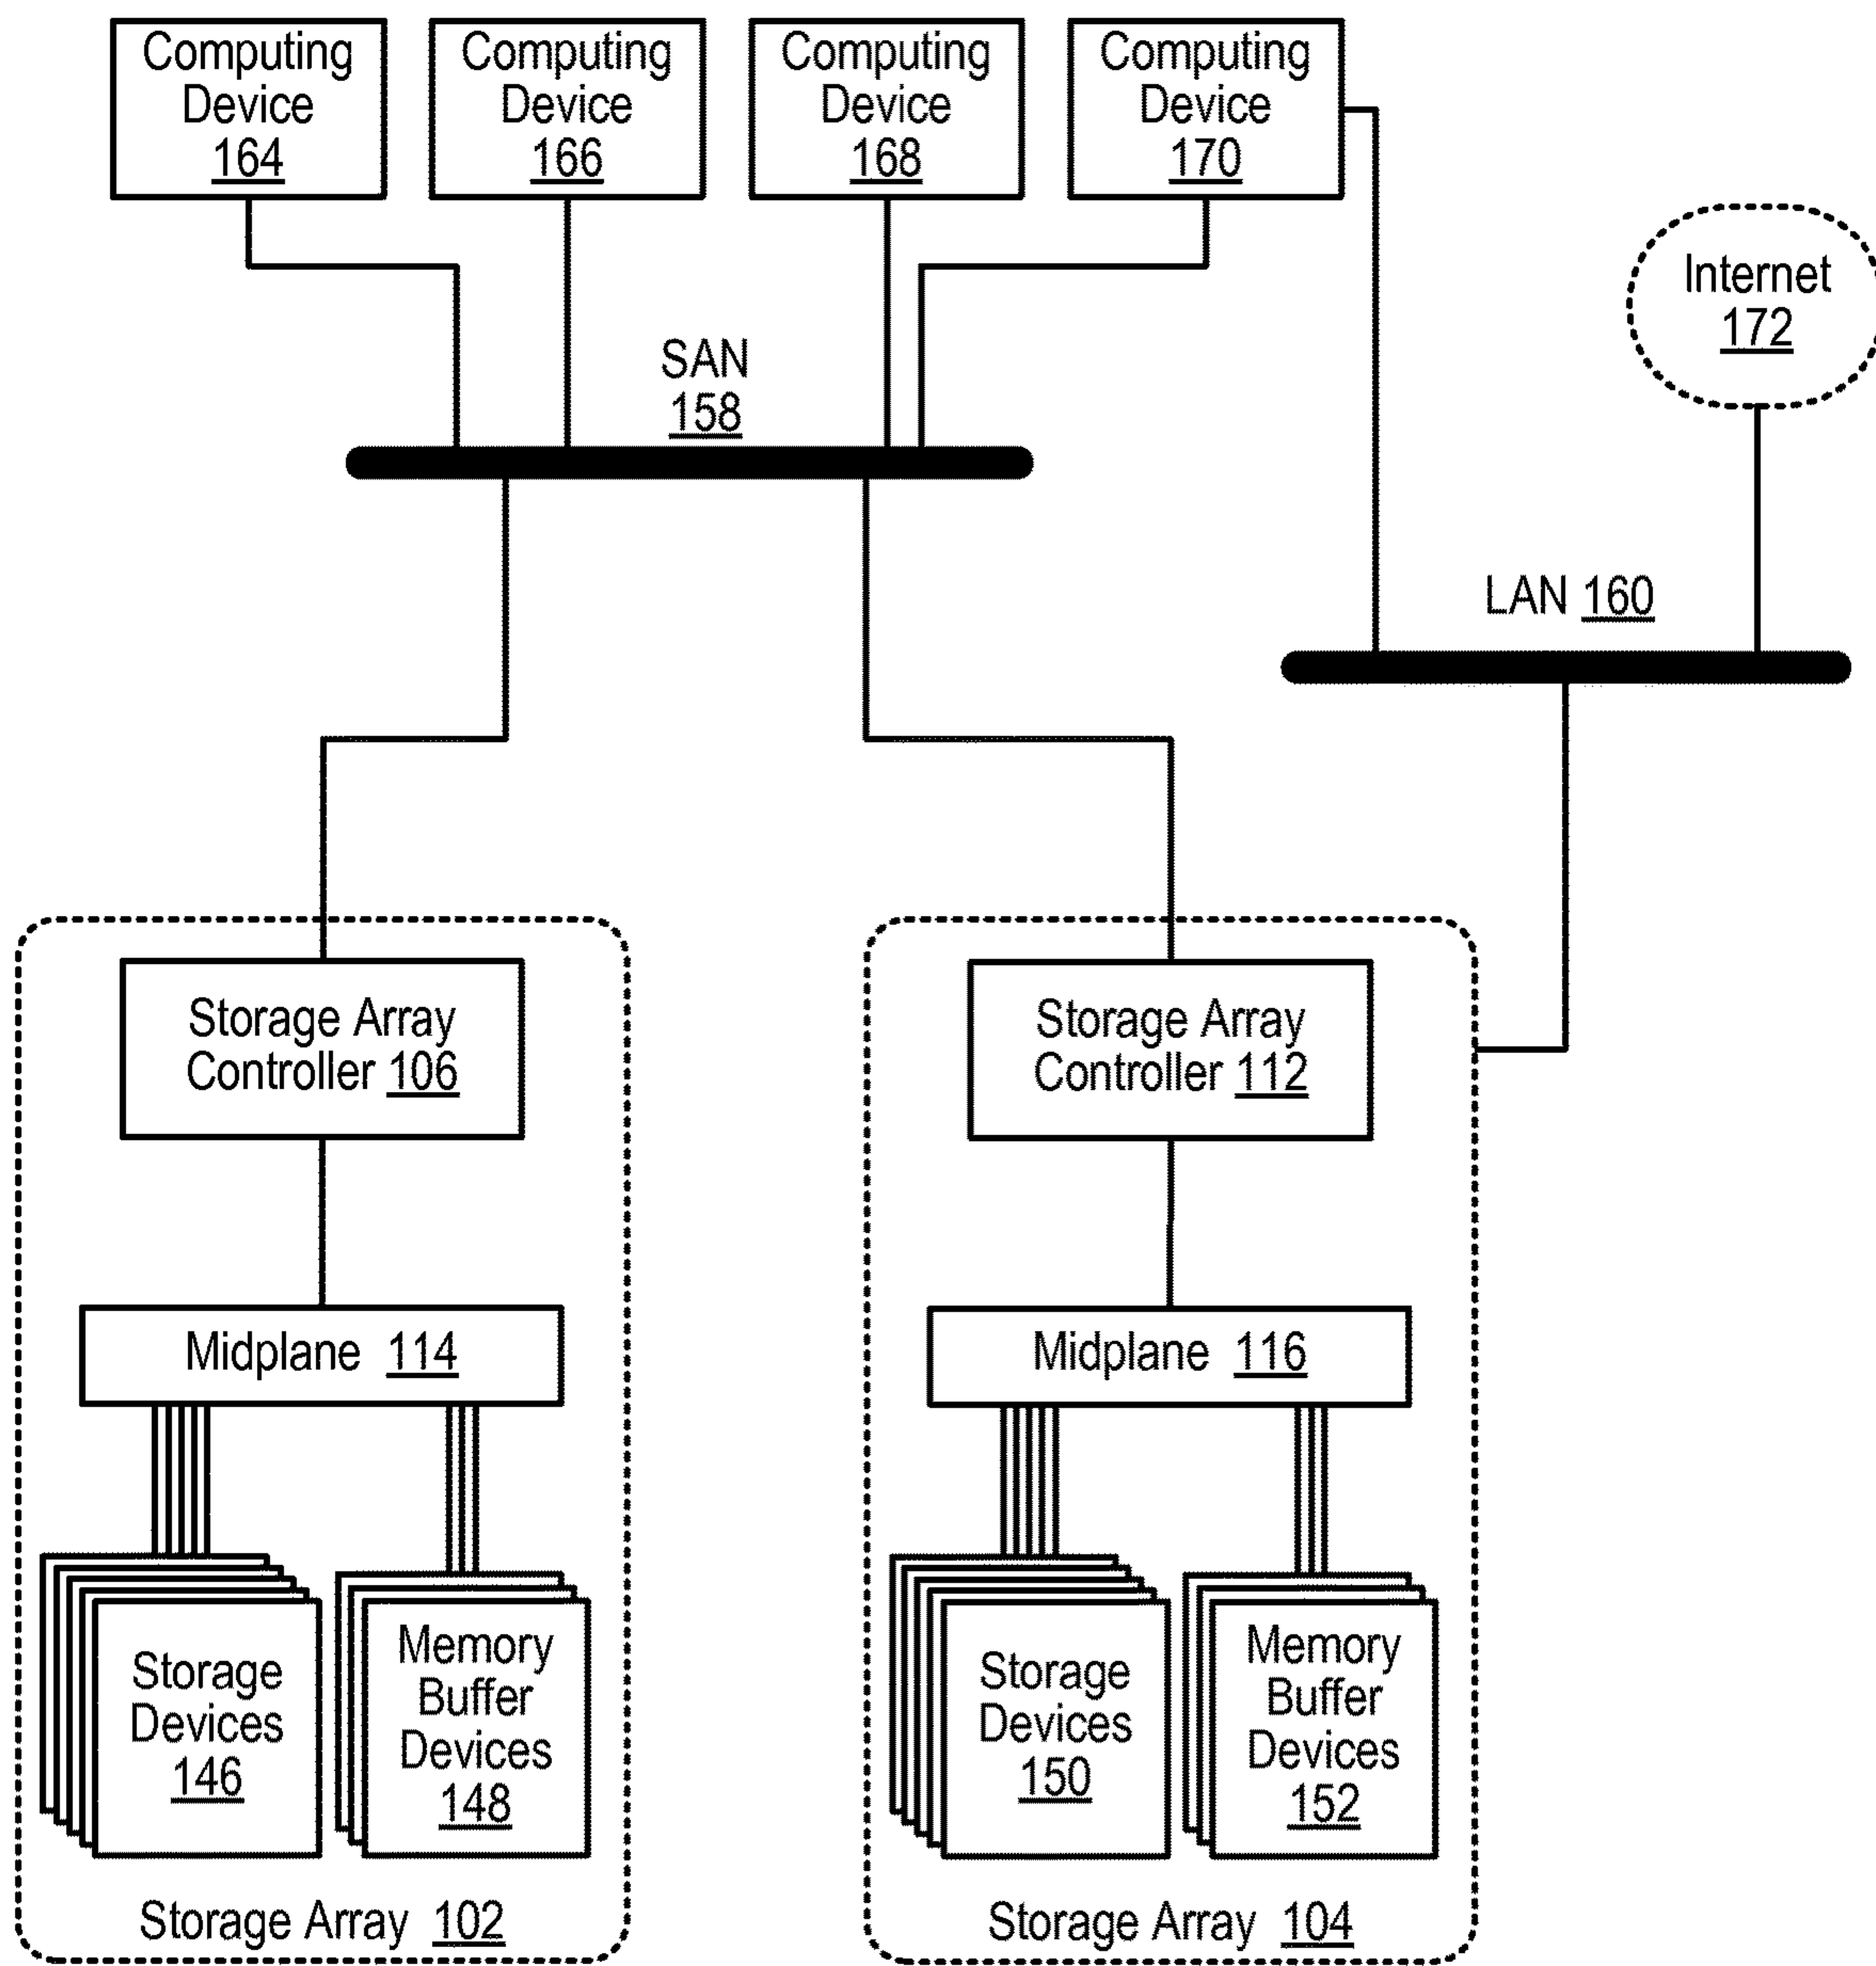 Computing
Device
164
Computing
Device
166
Computing
Device
168
Computing
Device
170
Internet
172
SAN
158
LAN 160
Storage Array
Controller 106
Storage Array
Controller 112
Midplane 114
Midplane 116
Storage
Devices
146
Memory
Buffer
Devices
148
Storage
Devices
150
Memory
Buffer
Devices
152
Storage Array 102
Storage Array 104